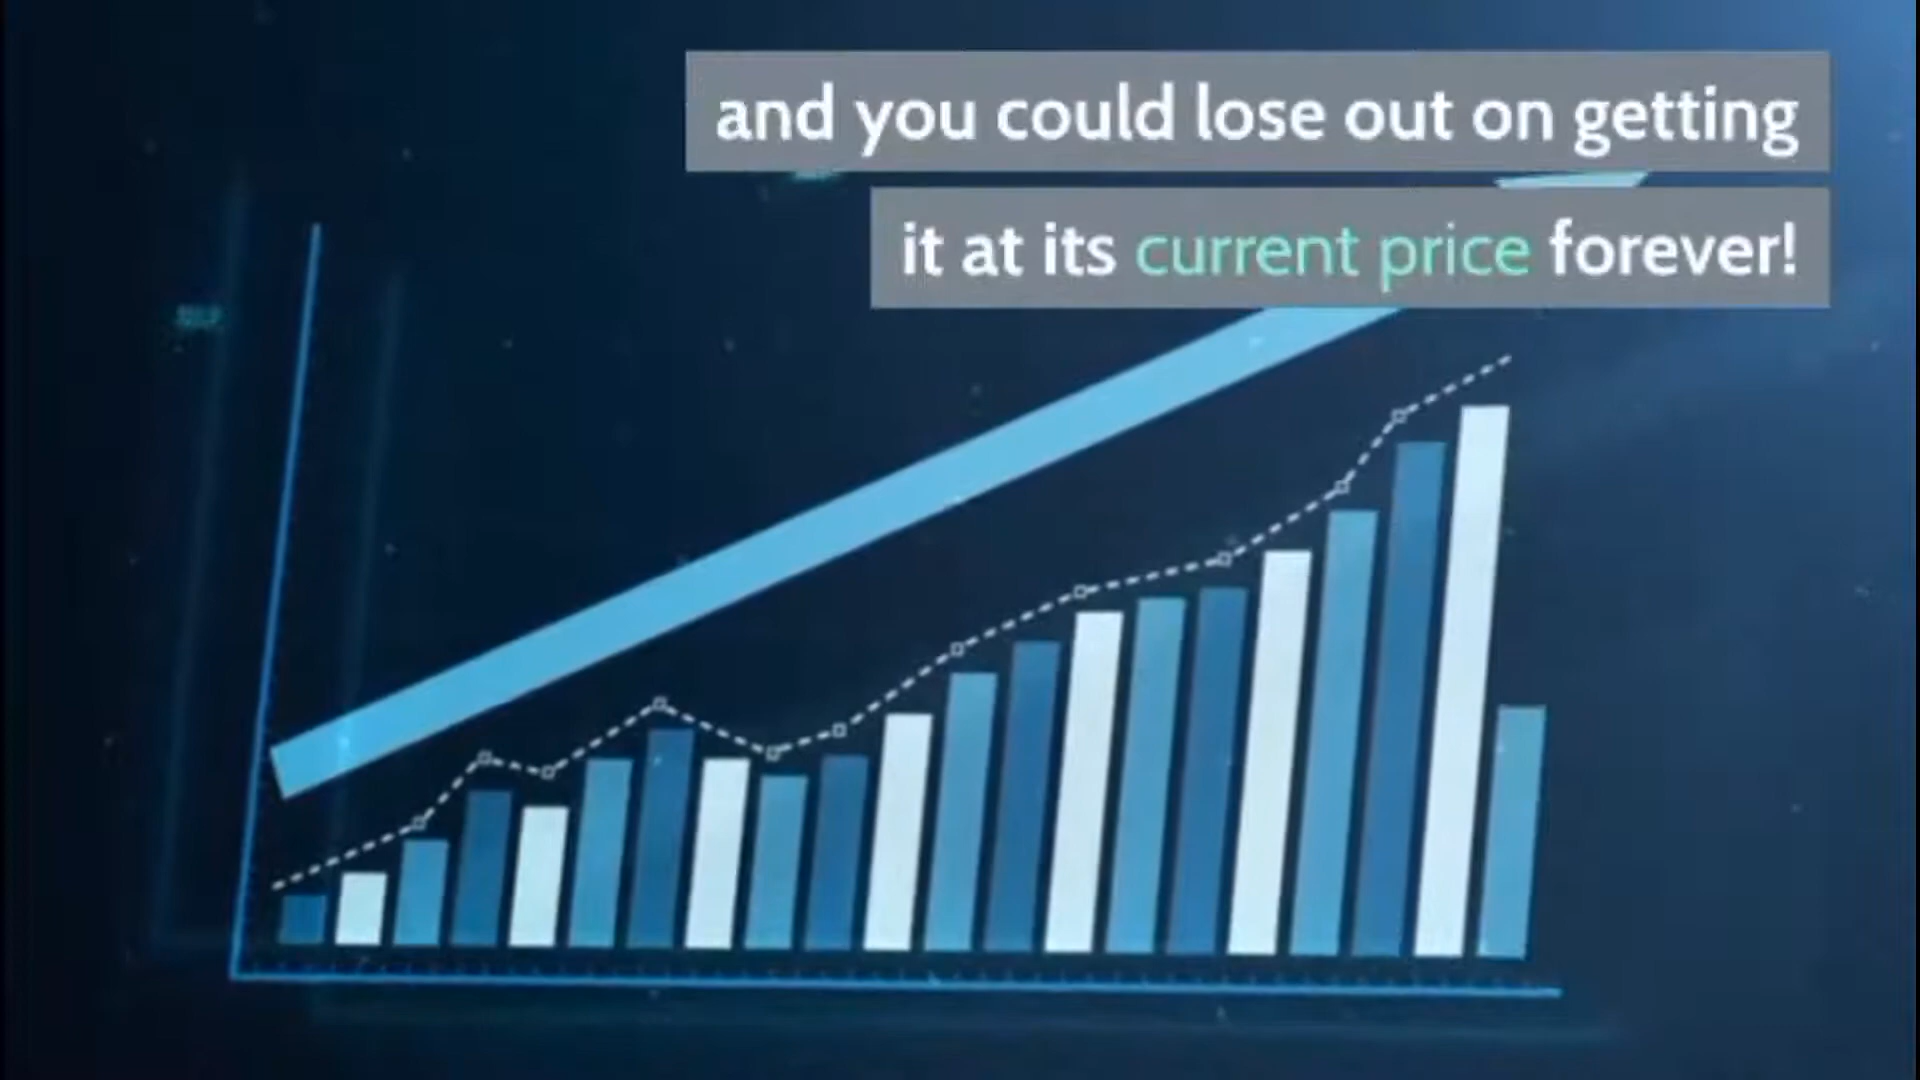 and you could lose out on getting
it at its current price forever!